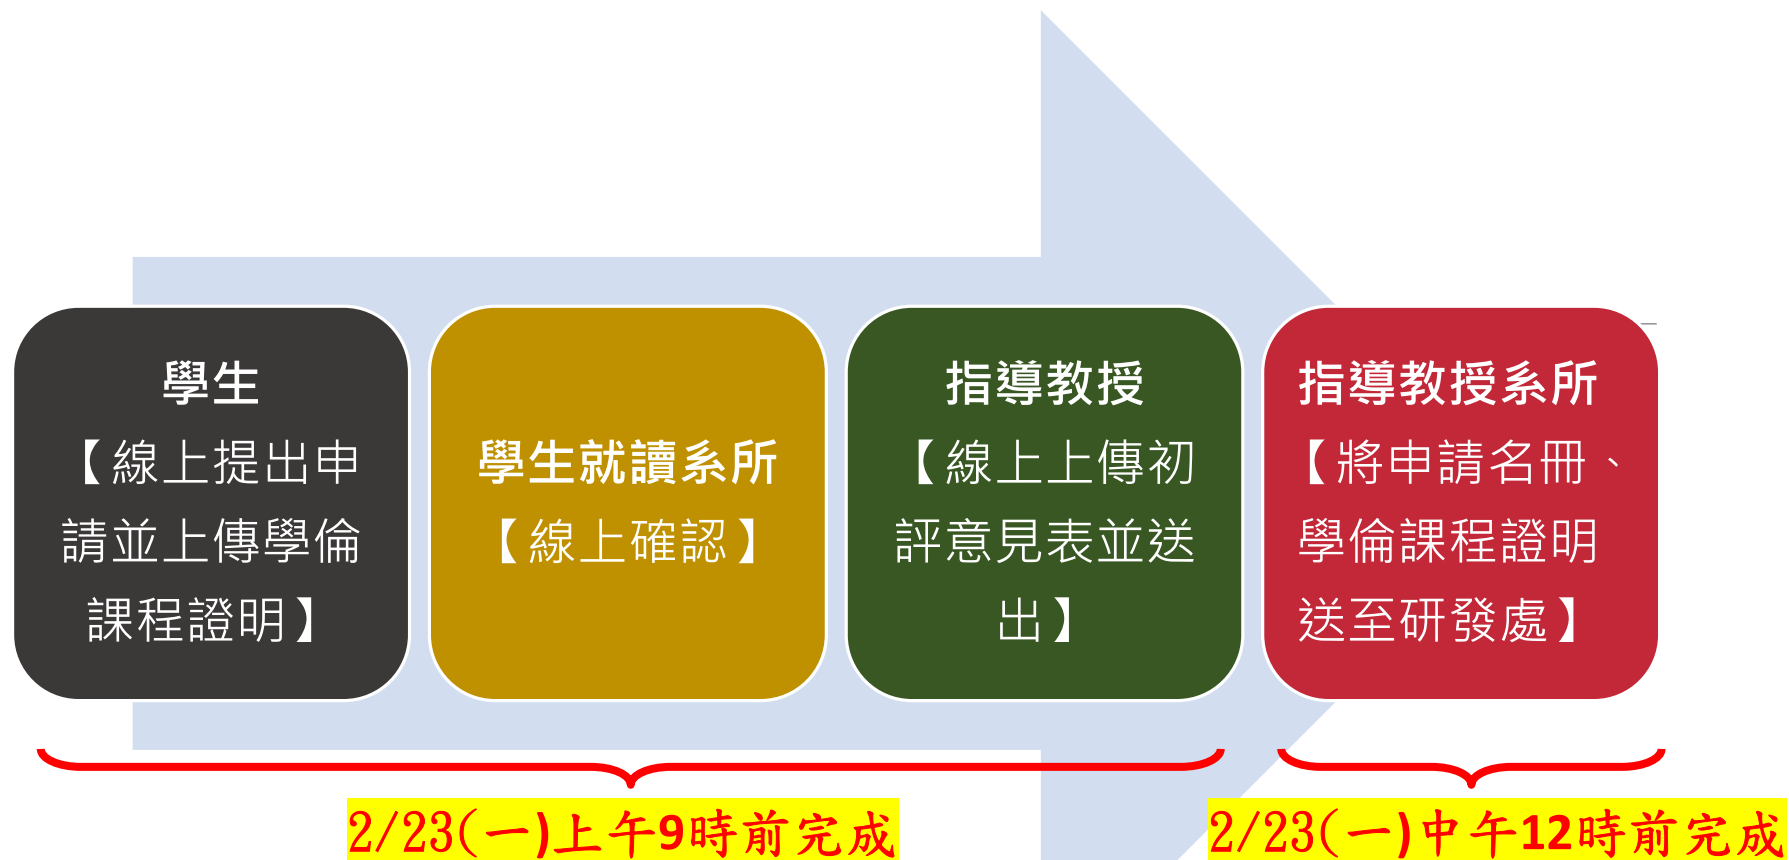 學生
【線上提出申
請並上傳學倫
課程證明】
學生就讀系所
【線上確認】
指導教授
【線上上傳初
評意見表並送
出】
指導教授系所
【將申請名冊、
學倫課程證明
送至研發處】
2/23(一)上午9時前完成
2/23(一)中午12時前完成